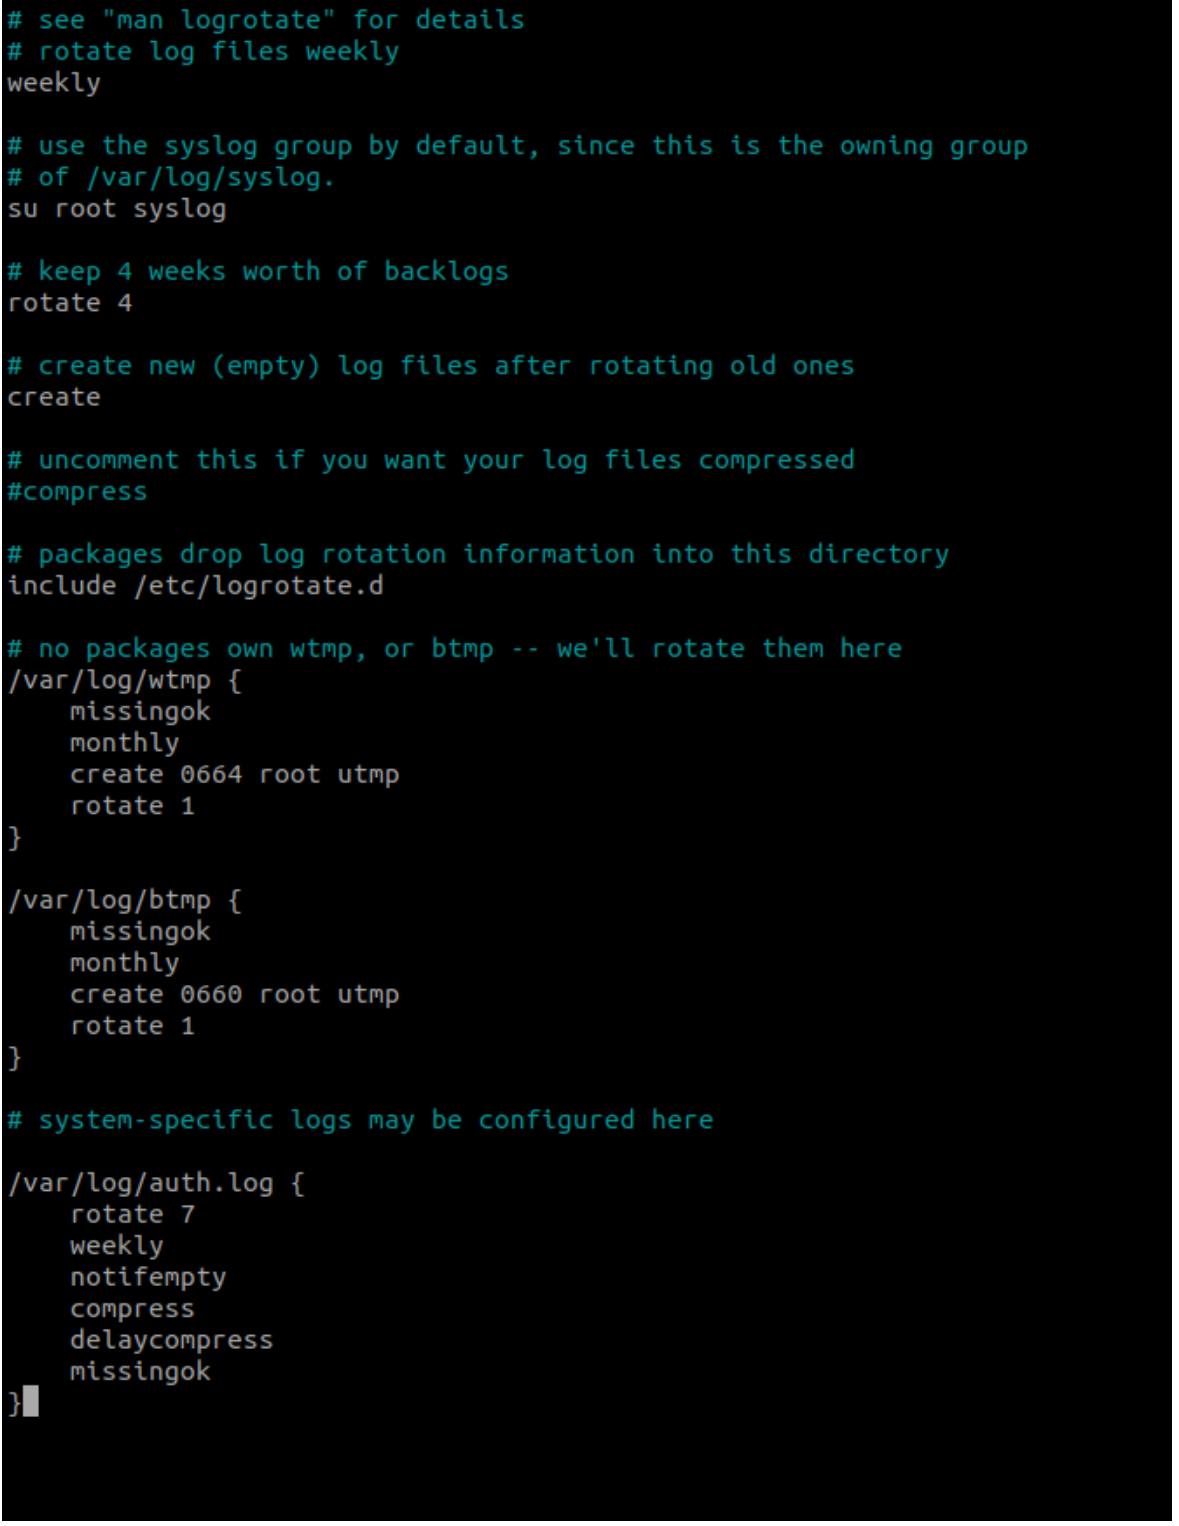 # see "man logrotate" for details
# rotate log files weekly
weekly

# use the syslog group by default, since this is the owning group
# of /var/log/syslog.
su root syslog

# keep 4 weeks worth of backlogs
rotate 4

# create new (empty) log files after rotating old ones
create

# uncomment this if you want your log files compressed
#compress

# packages drop log rotation information into this directory
include /etc/logrotate.d

# no packages own wtmp, or btmp -- we'll rotate them here
/var/log/wtmp {
    missingok
    monthly
    create 0664 root utmp
    rotate 1
}

/var/log/btmp {
    missingok
    monthly
    create 0660 root utmp
    rotate 1
}

# system-specific logs may be configured here

/var/log/auth.log {
    rotate 7
    weekly
    notifempty
    compress
    delaycompress
    missingok
}